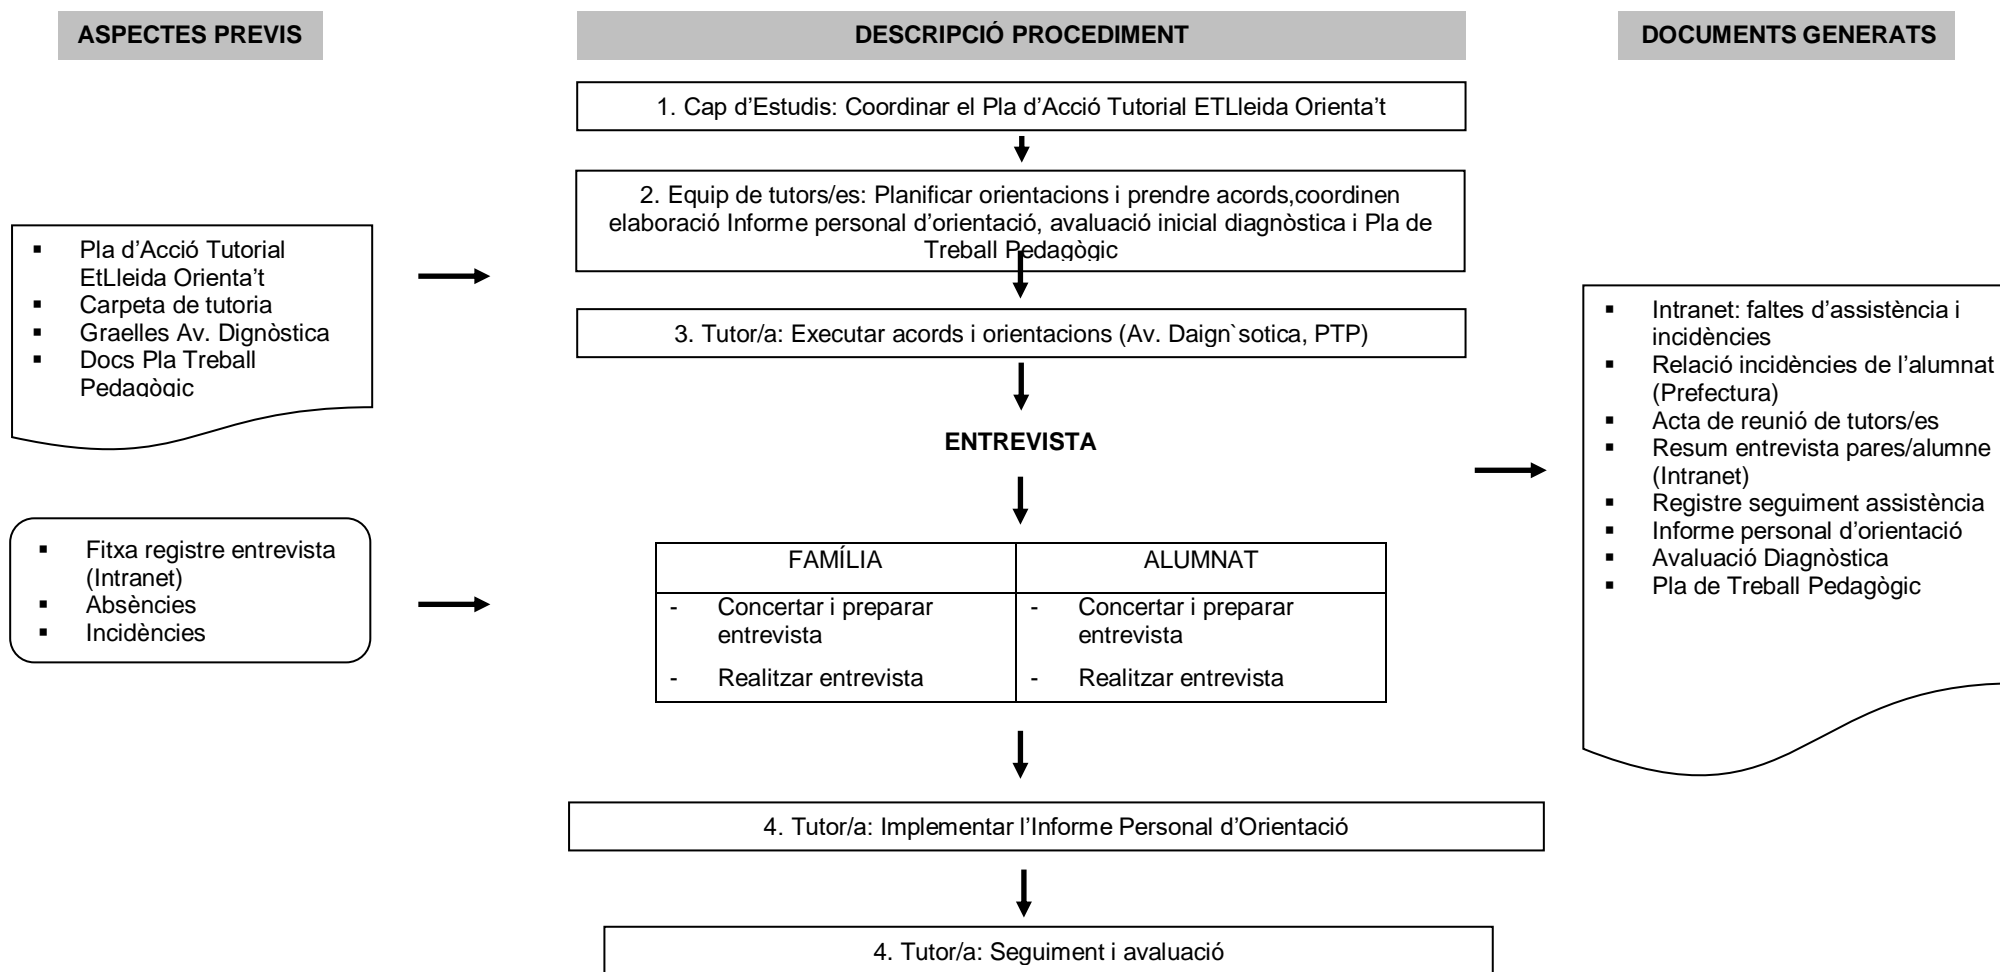 ASPECTES PREVIS
DESCRIPCIÓ PROCEDIMENT
DOCUMENTS GENERATS
1. Cap d’Estudis: Coordinar el Pla d’Acció Tutorial ETLleida Orienta’t
2. Equip de tutors/es: Planificar orientacions i prendre acords,coordinen
elaboració Informe personal d’orientació, avaluació inicial diagnòstica i Pla de
Treball Pedagògic
▪ Pla d’Acció Tutorial
EtLleida Orienta’t
▪ Carpeta de tutoria
▪ Graelles Av. Dignòstica
▪ Docs Pla Treball
Pedagògic
3. Tutor/a: Executar acords i orientacions (Av. Daign`sotica, PTP)
ENTREVISTA
▪ Fitxa registre entrevista
(Intranet)
▪ Absències
▪ Incidències
FAMÍLIA
- Concertar i preparar
entrevista
- Realitzar entrevista
ALUMNAT
- Concertar i preparar
entrevista
- Realitzar entrevista
4. Tutor/a: Implementar l’Informe Personal d’Orientació
4. Tutor/a: Seguiment i avaluació
▪ Intranet: faltes d’assistència i
incidències
▪ Relació incidències de l’alumnat
(Prefectura)
▪ Acta de reunió de tutors/es
▪ Resum entrevista pares/alumne
(Intranet)
▪ Registre seguiment assistència
▪ Informe personal d’orientació
▪ Avaluació Diagnòstica
▪ Pla de Treball Pedagògic